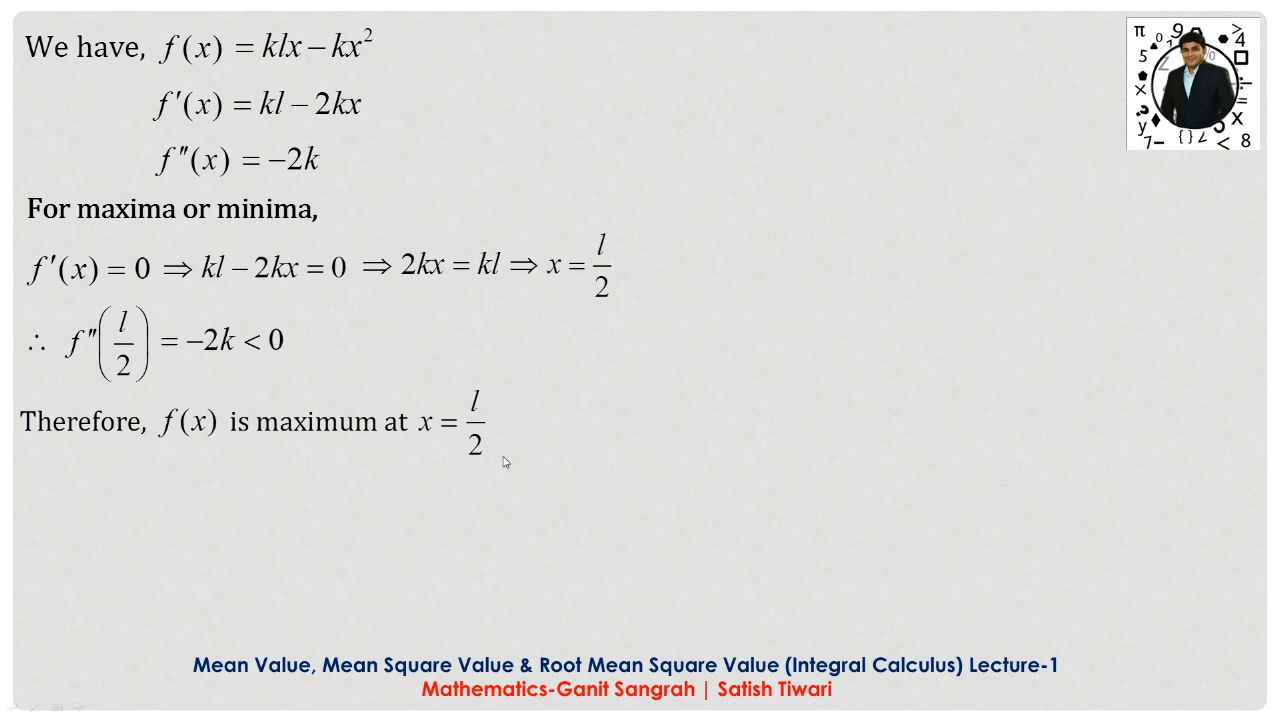 We have, f(x) = klx − kx²
f′(x) = kl − 2kx
f″(x) = −2k
For maxima or minima,
f′(x) = 0 ⇒ kl − 2kx = 0 ⇒ 2kx = kl ⇒ x = l/2
∴ f″(l/2) = −2k < 0
Therefore, f(x) is maximum at x = l/2
Mean Value, Mean Square Value & Root Mean Square Value (Integral Calculus) Lecture-1
Mathematics-Ganit Sangrah | Satish Tiwari